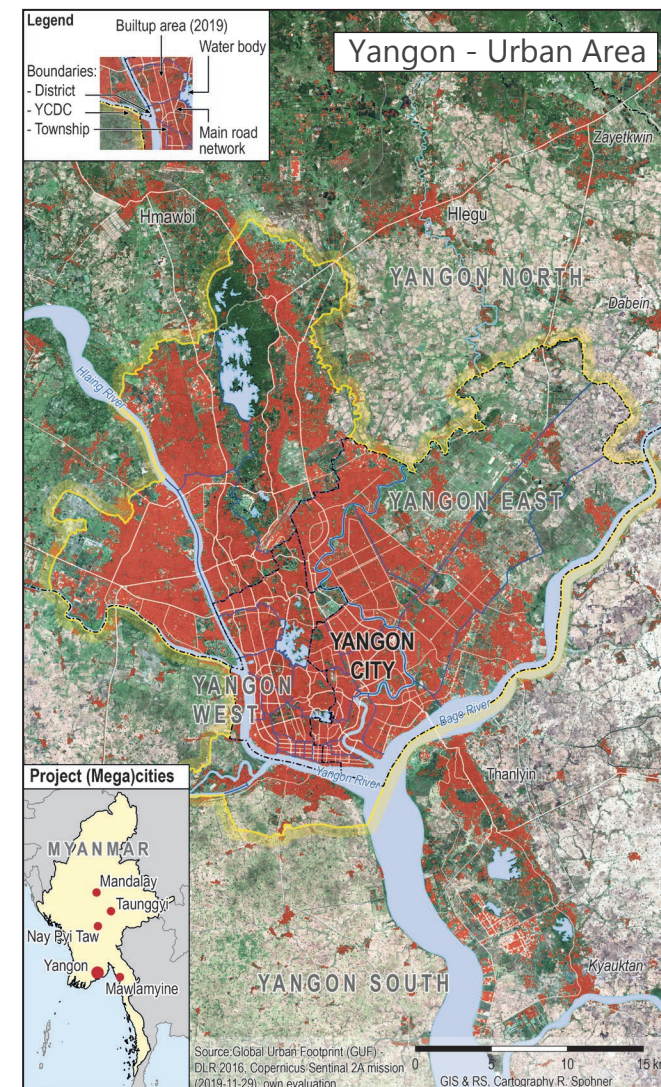 Legend
Builtup area (2019)
Water body
Boundaries:
- District
- YCDC
- Township
Main road
network
Yangon - Urban Area
Zayetkwin
Hmawbi
Hlegu
YANGON NORTH
Dabein
Hlaing River
YANGON EAST
YANGON
CITY
YANGON
WEST
Bago River
Yangon River
Thanlyin
Project (Mega)cities
MYANMAR
Mandalay
Taunggyi
Nay Pyi Taw
Yangon
Mawlamyine
Kyauktan
YANGON SOUTH
Source:Global Urban Footprint (GUF) -
DLR 2016, Copernicus Sentinal 2A mission
(2019-11-29), own evaluation
0 5 10 15 km
GIS & RS, Cartography R. Spohner